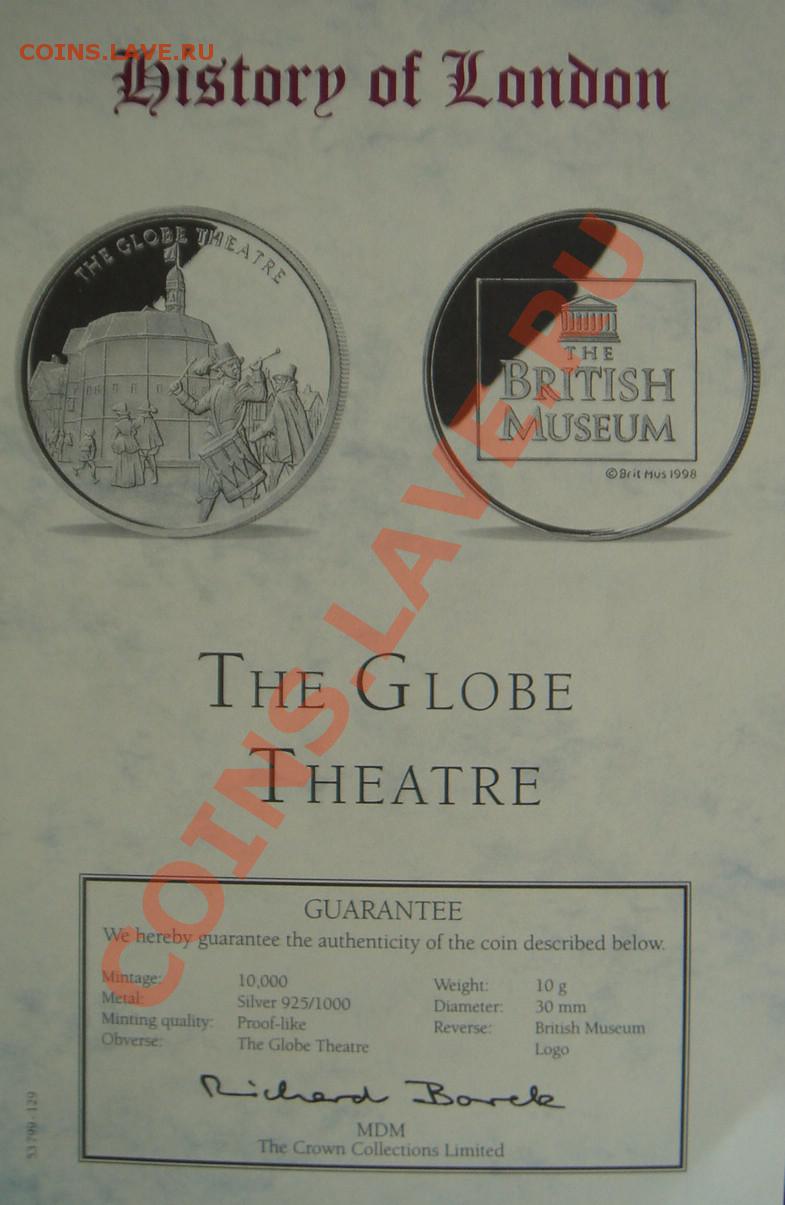 COINS.LAVE.RU
History of London
THE GLOBE THEATRE
THE
BRITISH
MUSEUM
©Brit Mus 1998
COINS.LAVE.RU
THE GLOBE
THEATRE
GUARANTEE
We hereby guarantee the authenticity of the coin described below.
Mintage: 10,000
Metal: Silver 925/1000
Minting quality: Proof-like
Obverse: The Globe Theatre
Weight: 10 g
Diameter: 30 mm
Reverse: British Museum
Logo
Richard Borek
MDM
The Crown Collections Limited
53 799 - 129